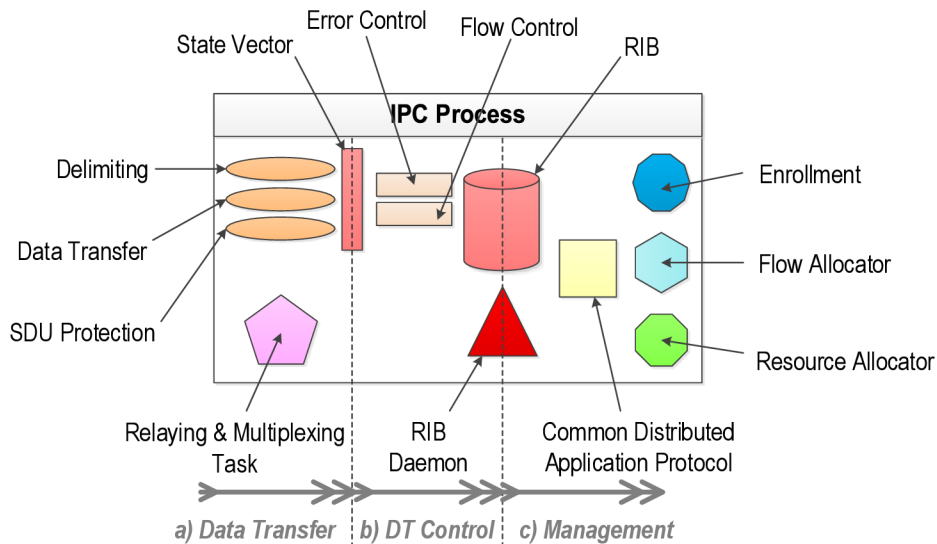 Error Control
State Vector
Flow Control
RIB
IPC Process
Delimiting
Enrollment
Data Transfer
Flow Allocator
SDU Protection
Resource Allocator
Relaying & Multiplexing
Task
RIB
Daemon
Common Distributed
Application Protocol
a) Data Transfer
b) DT Control
c) Management